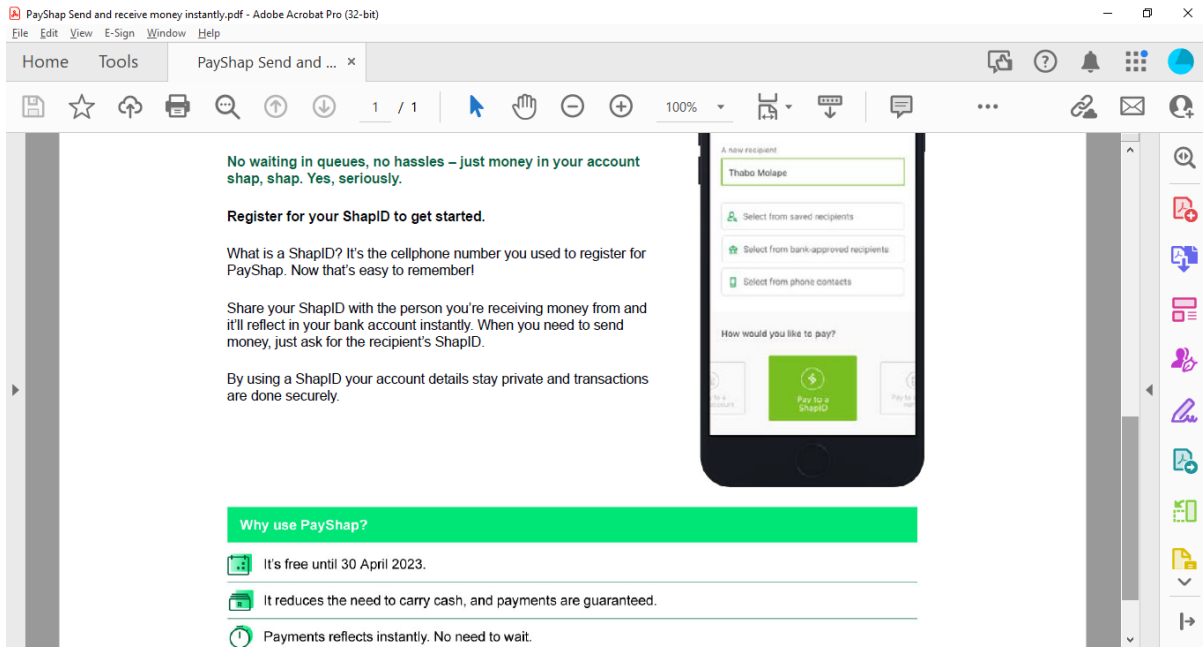 PayShap Send and receive money instantly.pdf - Adobe Acrobat Pro (32-bit)
File Edit View E-Sign Window Help
Home Tools PayShap Send and ... ×
1 / 1 100%
No waiting in queues, no hassles – just money in your account
shap, shap. Yes, seriously.
Register for your ShapID to get started.
What is a ShapID? It's the cellphone number you used to register for
PayShap. Now that's easy to remember!
Share your ShapID with the person you're receiving money from and
it'll reflect in your bank account instantly. When you need to send
money, just ask for the recipient's ShapID.
By using a ShapID your account details stay private and transactions
are done securely.
A new recipient
Thabo Molape
Select from saved recipients
Select from bank-approved recipients
Select from phone contacts
How would you like to pay?
Pay to a
ShapID
Why use PayShap?
It's free until 30 April 2023.
It reduces the need to carry cash, and payments are guaranteed.
Payments reflects instantly. No need to wait.